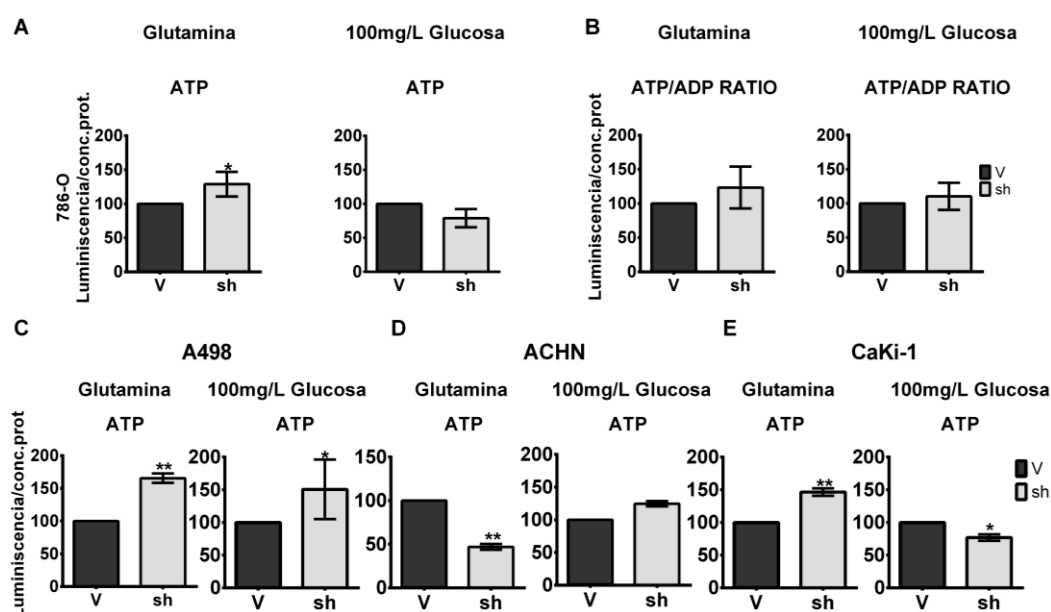 A
Glutamina
100mg/L Glucosa
ATP
ATP
786-O
Luminiscencia/conc.prot.
200
150
100
50
0
*
V
sh
200
150
100
50
0
V
sh
B
Glutamina
100mg/L Glucosa
ATP/ADP RATIO
ATP/ADP RATIO
Luminiscencia/conc.prot
200
150
100
50
0
V
sh
200
150
100
50
0
V
sh
V
sh
C
A498
Glutamina
100mg/L Glucosa
ATP
ATP
Luminiscencia/conc.prot
200
150
100
50
0
**
V
sh
200
150
100
50
0
*
V
sh
D
ACHN
Glutamina
100mg/L Glucosa
ATP
ATP
150
100
50
0
**
V
sh
200
150
100
50
0
V
sh
E
CaKi-1
Glutamina
100mg/L Glucosa
ATP
ATP
200
150
100
50
0
**
V
sh
200
150
100
50
0
*
V
sh
V
sh